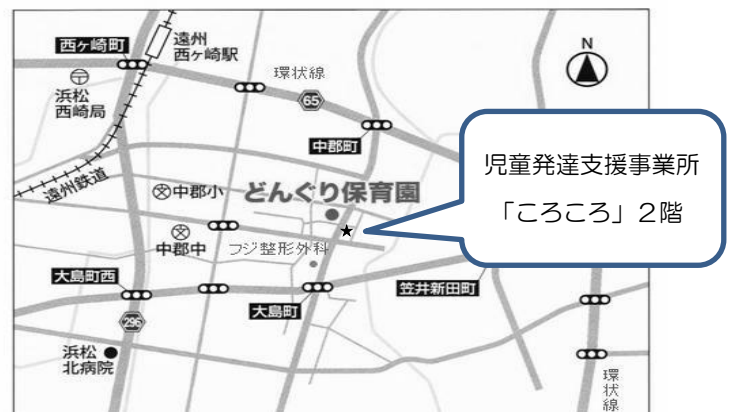 西ヶ崎町
遠州
西ヶ崎駅
N
浜松
西崎局
環状線
65
中郡町
児童発達支援事業所
「ころころ」２階
遠州鉄道
中郡小
どんぐり保育園
★
中郡中
フジ整形外科
大島町西
大島町
笠井新田町
296
浜松
北病院
環状線